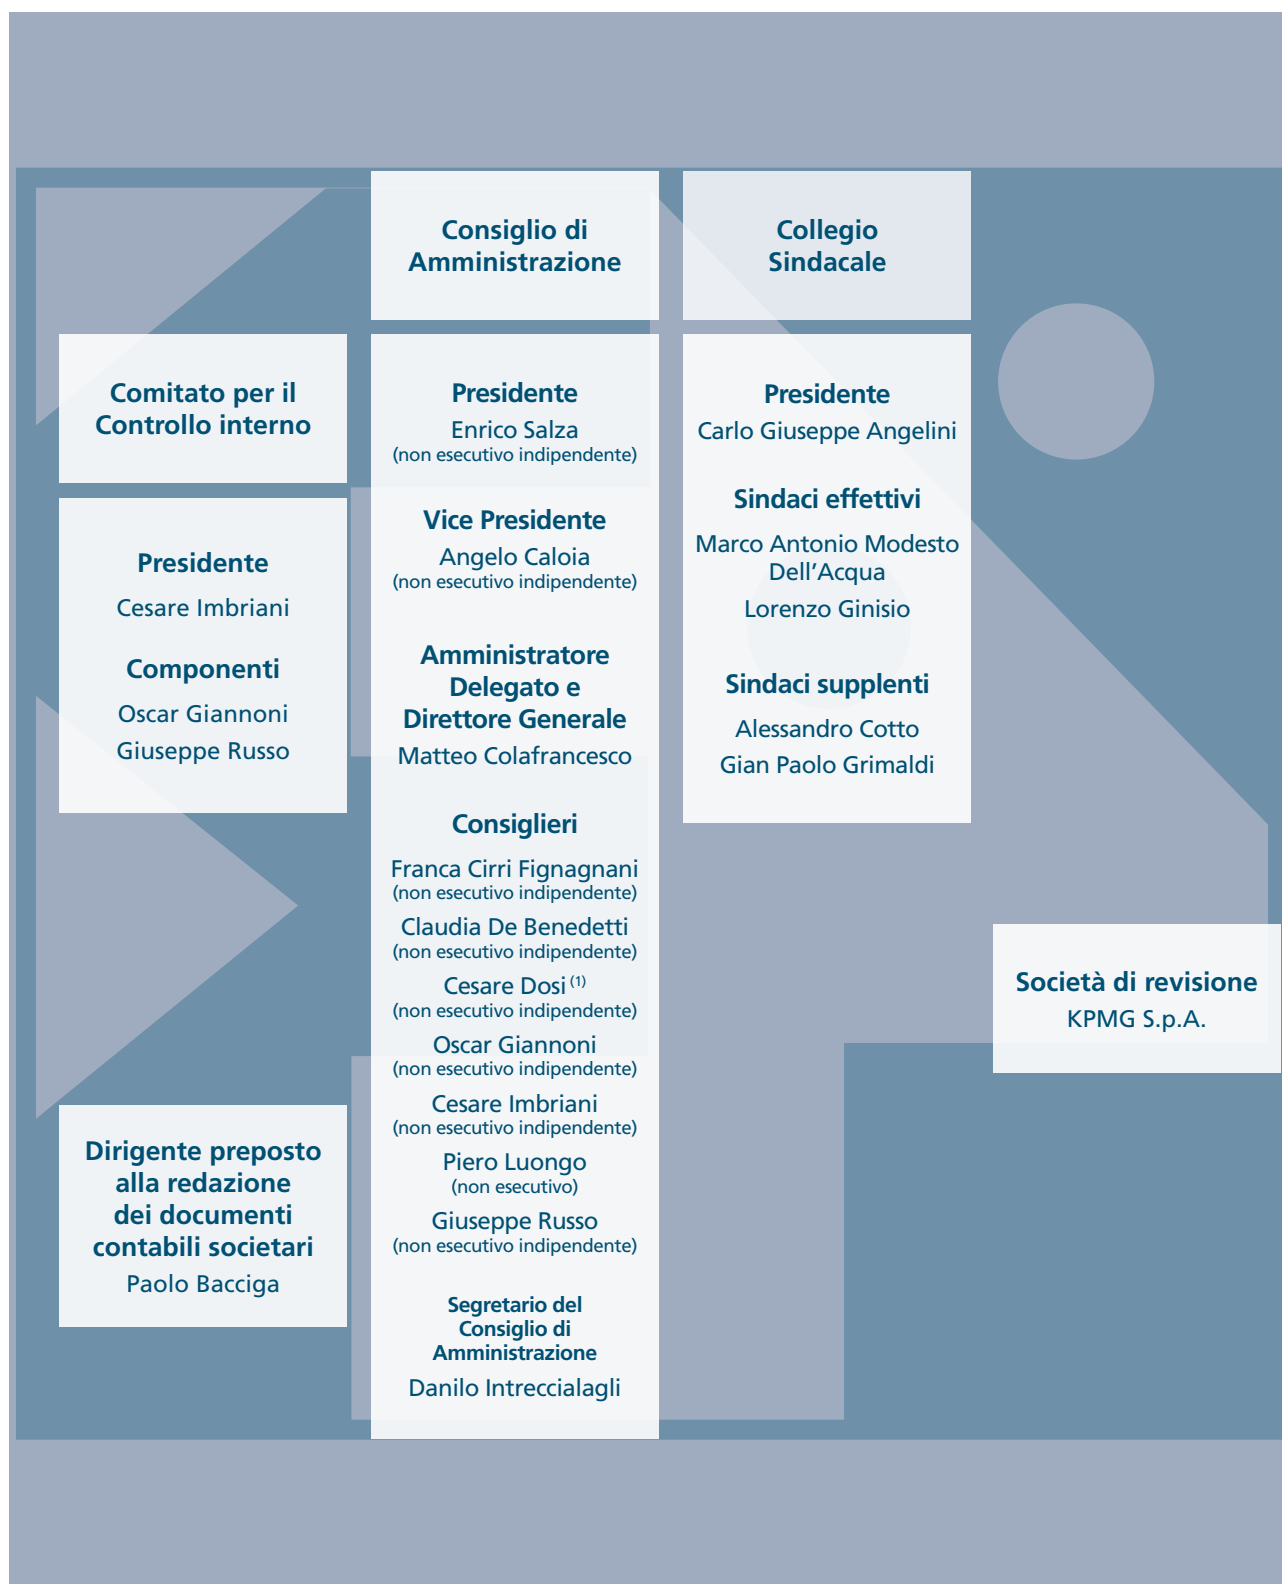 Consiglio di
Amministrazione
Collegio
Sindacale
Comitato per il
Controllo interno
Presidente
Cesare Imbriani
Componenti
Oscar Giannoni
Giuseppe Russo
Presidente
Enrico Salza
(non esecutivo indipendente)
Vice Presidente
Angelo Caloia
(non esecutivo indipendente)
Amministratore
Delegato e
Direttore Generale
Matteo Colafrancesco
Consiglieri
Franca Cirri Fignagnani
(non esecutivo indipendente)
Claudia De Benedetti
(non esecutivo indipendente)
Cesare Dosi (1)
(non esecutivo indipendente)
Oscar Giannoni
(non esecutivo indipendente)
Cesare Imbriani
(non esecutivo indipendente)
Piero Luongo
(non esecutivo)
Giuseppe Russo
(non esecutivo indipendente)
Segretario del
Consiglio di
Amministrazione
Danilo Intreccialagli
Presidente
Carlo Giuseppe Angelini
Sindaci effettivi
Marco Antonio Modesto
Dell'Acqua
Lorenzo Ginisio
Sindaci supplenti
Alessandro Cotto
Gian Paolo Grimaldi
Società di revisione
KPMG S.p.A.
Dirigente preposto
alla redazione
dei documenti
contabili societari
Paolo Bacciga